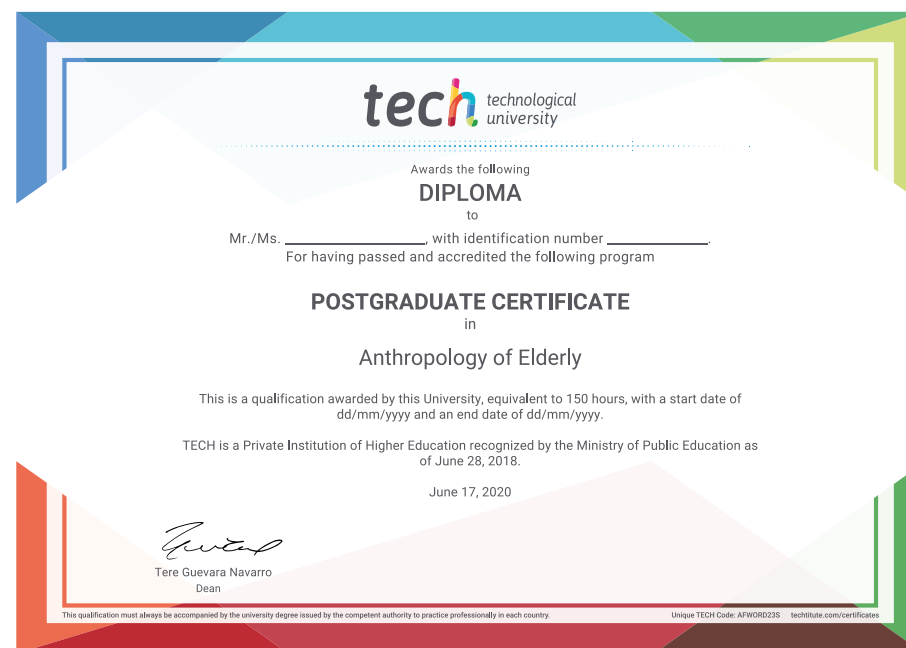 tech technological
university
Awards the following
DIPLOMA
to
Mr./Ms. ____________________, with identification number ______________.
For having passed and accredited the following program
POSTGRADUATE CERTIFICATE
in
Anthropology of Elderly
This is a qualification awarded by this University, equivalent to 150 hours, with a start date of
dd/mm/yyyy and an end date of dd/mm/yyyy.
TECH is a Private Institution of Higher Education recognized by the Ministry of Public Education as
of June 28, 2018.
June 17, 2020
Tere Guevara Navarro
Dean
This qualification must always be accompanied by the university degree issued by the competent authority to practice professionally in each country. Unique TECH Code: AFWORD23S techtitute.com/certificates